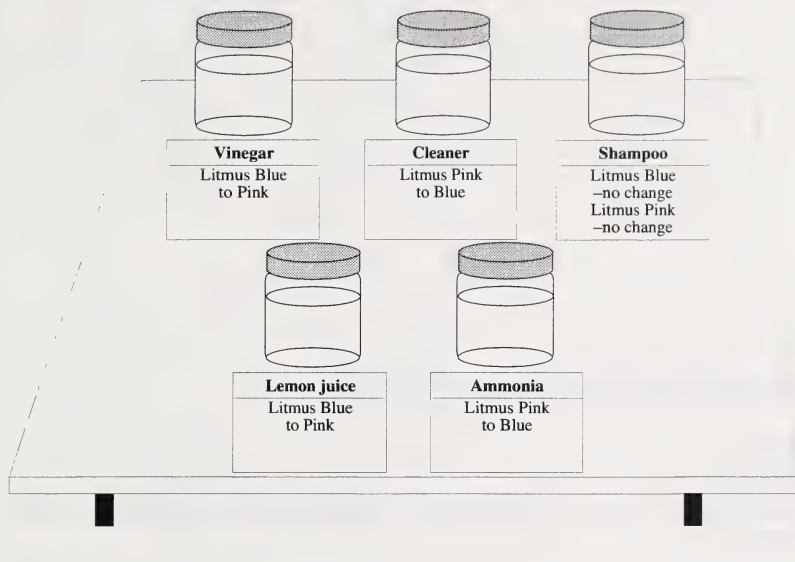 Vinegar
Litmus Blue
to Pink
Cleaner
Litmus Pink
to Blue
Shampoo
Litmus Blue
–no change
Litmus Pink
–no change
Lemon juice
Litmus Blue
to Pink
Ammonia
Litmus Pink
to Blue